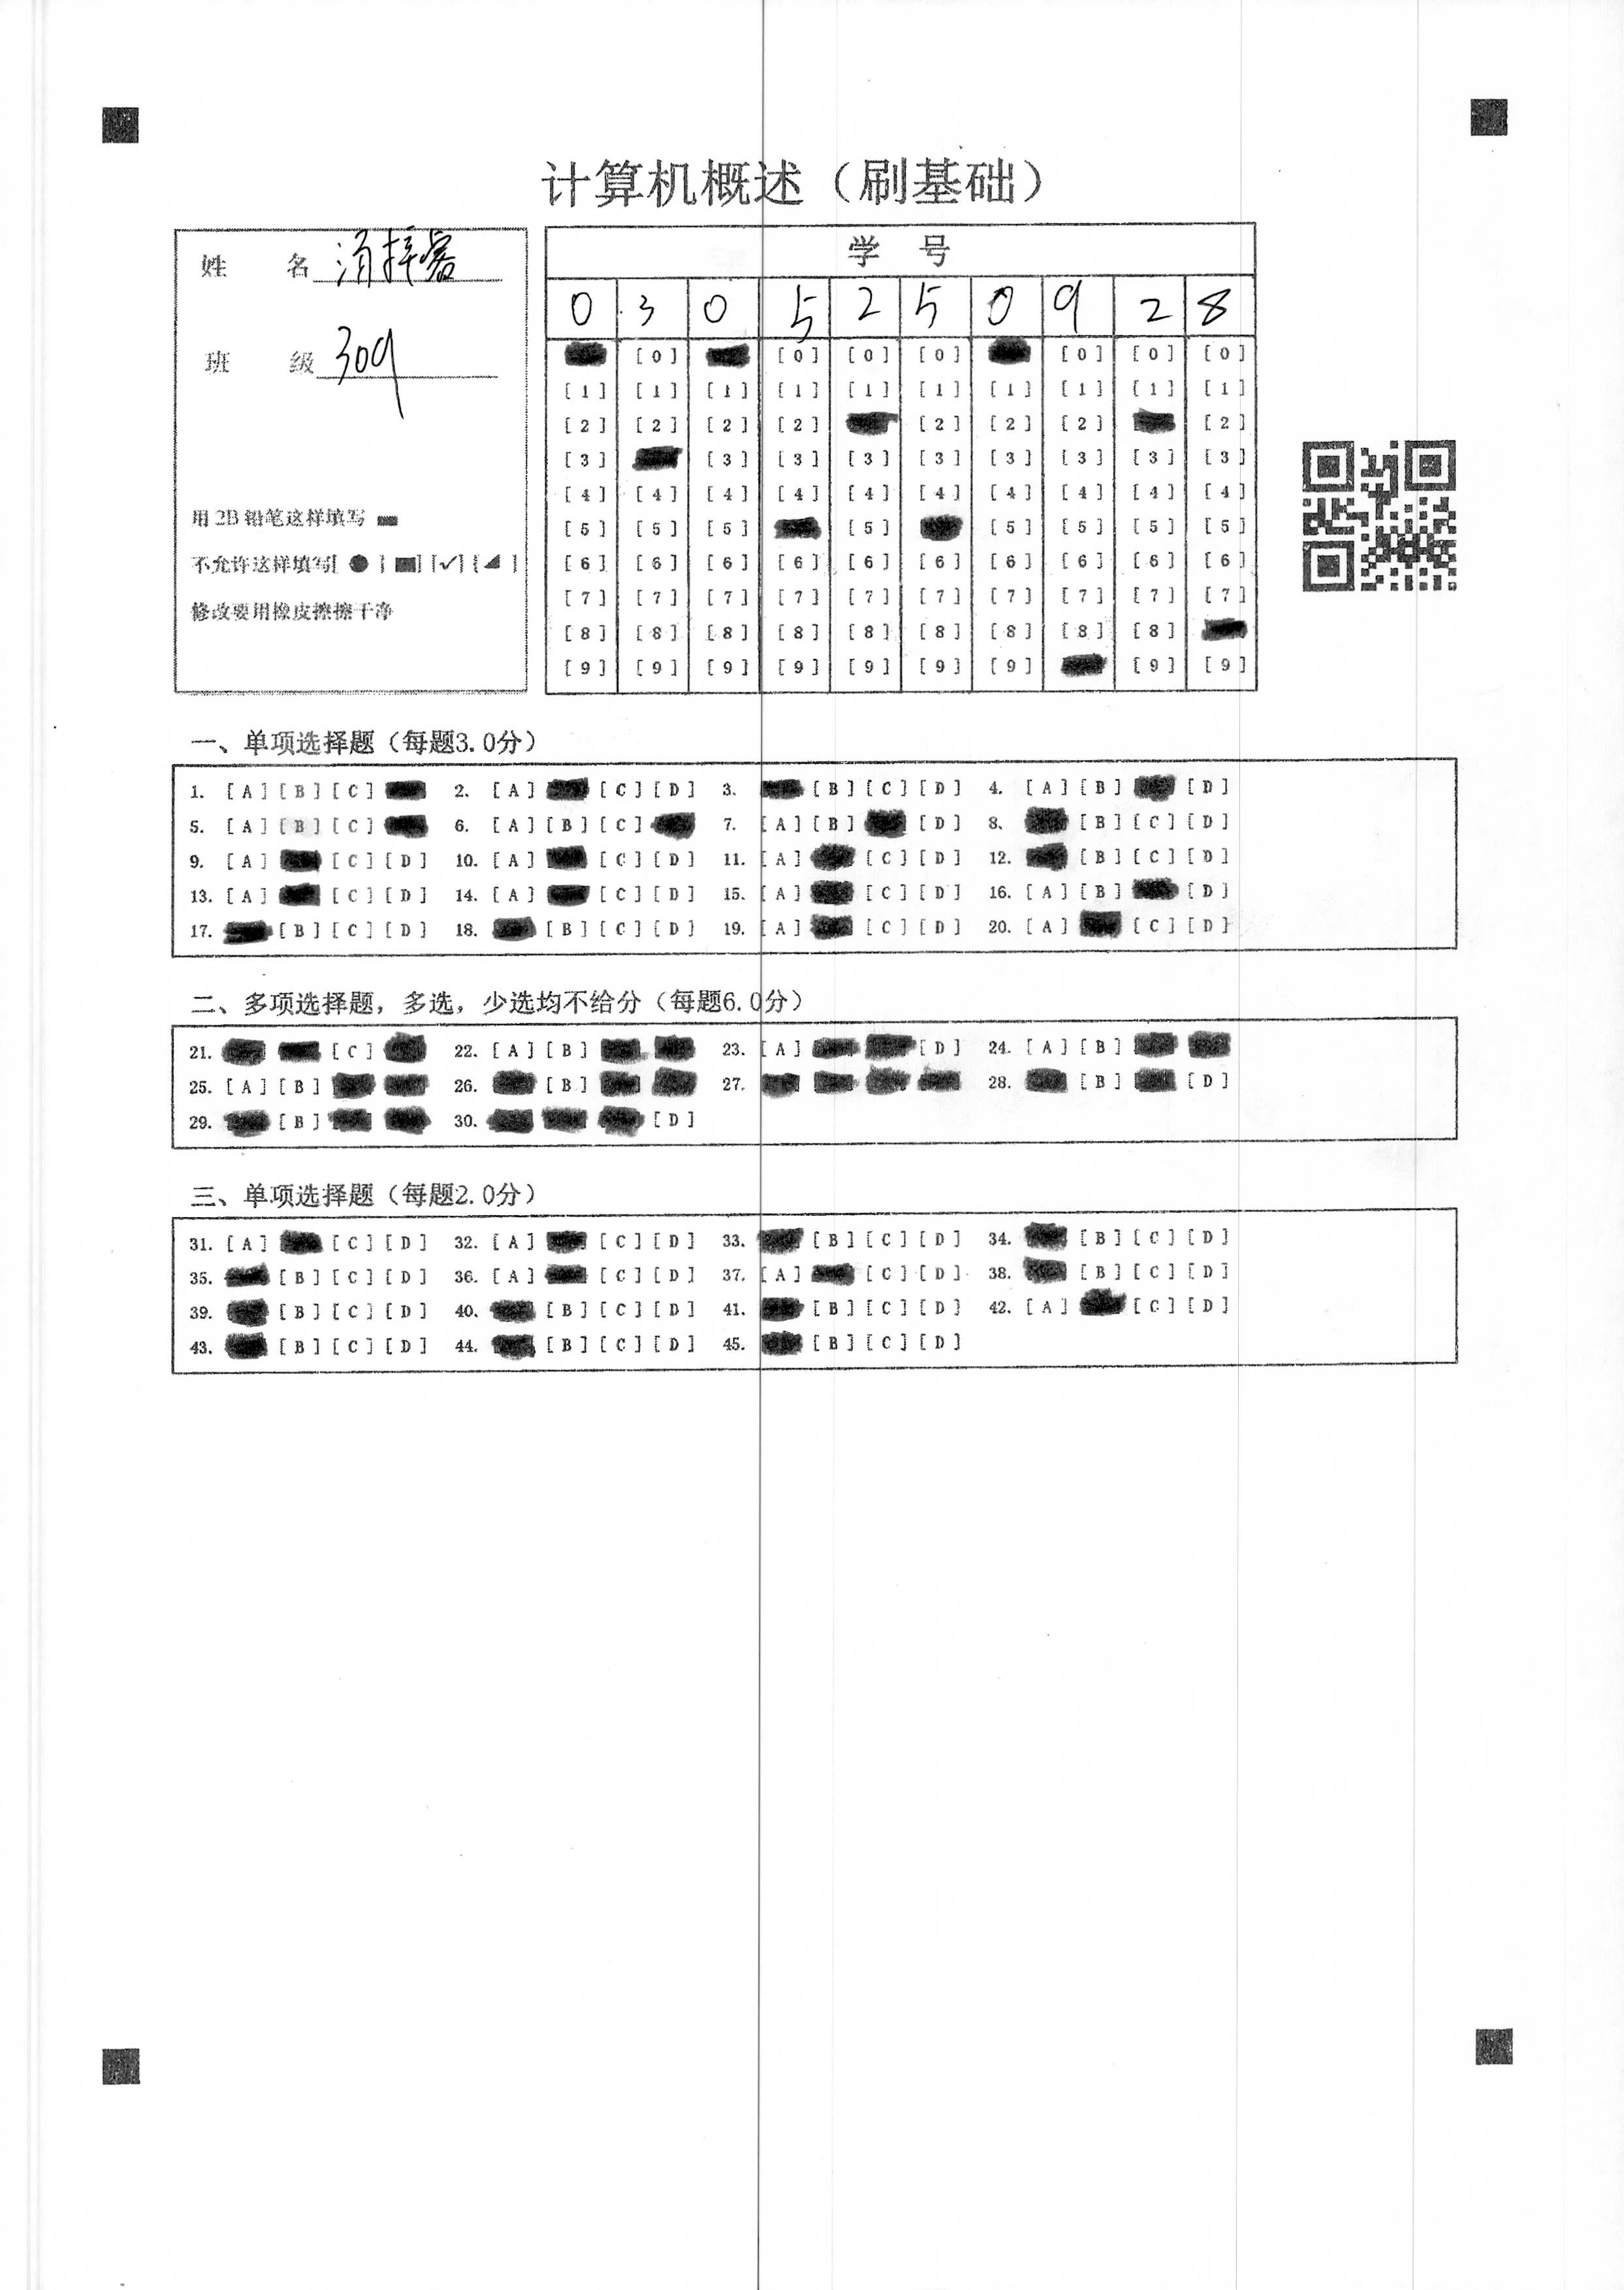 计算机概述（刷基础）
姓 名
班 级 309
用 2B 铅笔这样填写
不允许这样填写[ ● ] [■] [✓] [◢ ]
修改要用橡皮擦擦干净
学 号
0 3 0 5 2 5 0 9 2 8
[0] [0] [0] [0] [0] [0] [0]
[1] [1] [1] [1] [1] [1] [1] [1] [1] [1]
[2] [2] [2] [2] [2] [2] [2] [2]
[3] [3] [3] [3] [3] [3] [3] [3] [3]
[4] [4] [4] [4] [4] [4] [4] [4] [4] [4]
[5] [5] [5] [5] [5] [5] [5] [5]
[6] [6] [6] [6] [6] [6] [6] [6] [6] [6]
[7] [7] [7] [7] [7] [7] [7] [7] [7] [7]
[8] [8] [8] [8] [8] [8] [8] [8] [8]
[9] [9] [9] [9] [9] [9] [9] [9] [9]
一、单项选择题（每题3.0分）
1. [A] [B] [C] 2. [A] [C] [D] 3. [B] [C] [D] 4. [A] [B] [D]
5. [A] [B] [C] 6. [A] [B] [C] 7. [A] [B] [D] 8. [B] [C] [D]
9. [A] [C] [D] 10. [A] [C] [D] 11. [A] [C] [D] 12. [B] [C] [D]
13. [A] [C] [D] 14. [A] [C] [D] 15. [A] [C] [D] 16. [A] [B] [D]
17. [B] [C] [D] 18. [B] [C] [D] 19. [A] [C] [D] 20. [A] [C] [D]
二、多项选择题，多选，少选均不给分（每题6.0分）
21. [C] 22. [A] [B] 23. [A] [D] 24. [A] [B]
25. [A] [B] 26. [B] 27. 28. [B] [D]
29. [B] 30. [D]
三、单项选择题（每题2.0分）
31. [A] [C] [D] 32. [A] [C] [D] 33. [B] [C] [D] 34. [B] [C] [D]
35. [B] [C] [D] 36. [A] [C] [D] 37. [A] [C] [D] 38. [B] [C] [D]
39. [B] [C] [D] 40. [B] [C] [D] 41. [B] [C] [D] 42. [A] [C] [D]
43. [B] [C] [D] 44. [B] [C] [D] 45. [B] [C] [D]